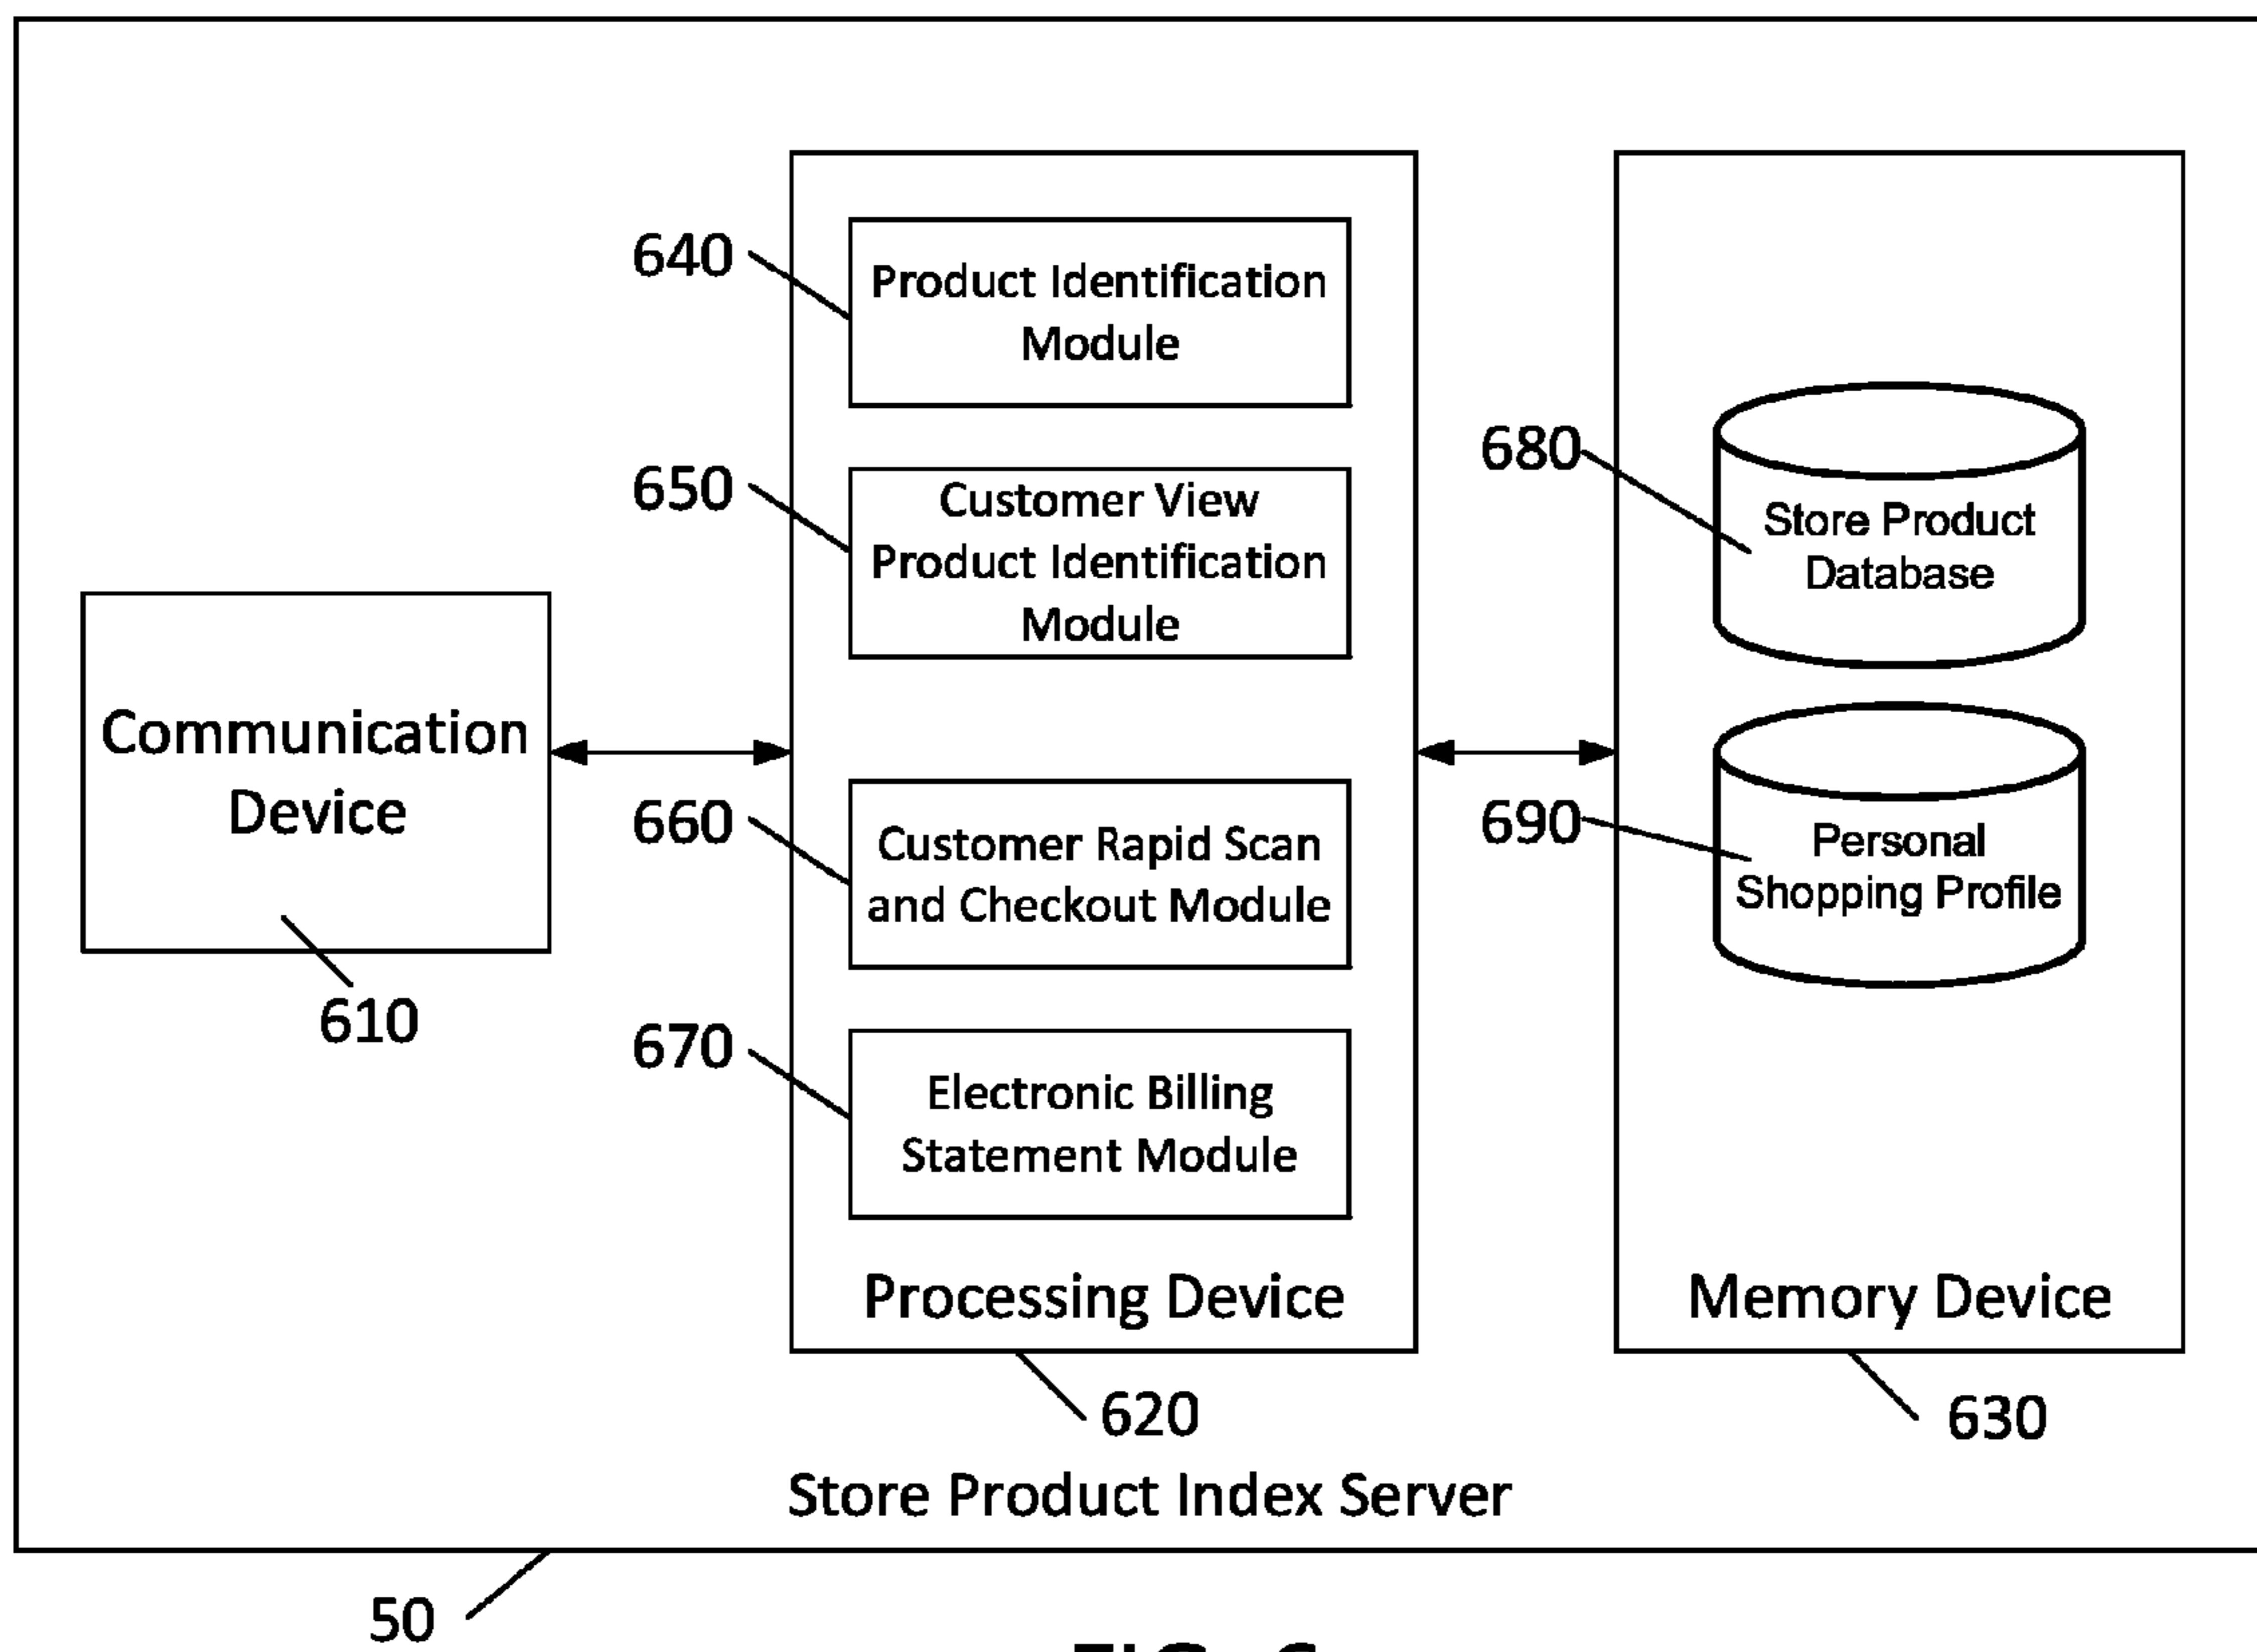 640
Product Identification
Module
650
Customer View
Product Identification
Module
680
Store Product
Database
Communication
Device
610
660
Customer Rapid Scan
and Checkout Module
690
Personal
Shopping Profile
670
Electronic Billing
Statement Module
Processing Device
Memory Device
620
630
Store Product Index Server
50